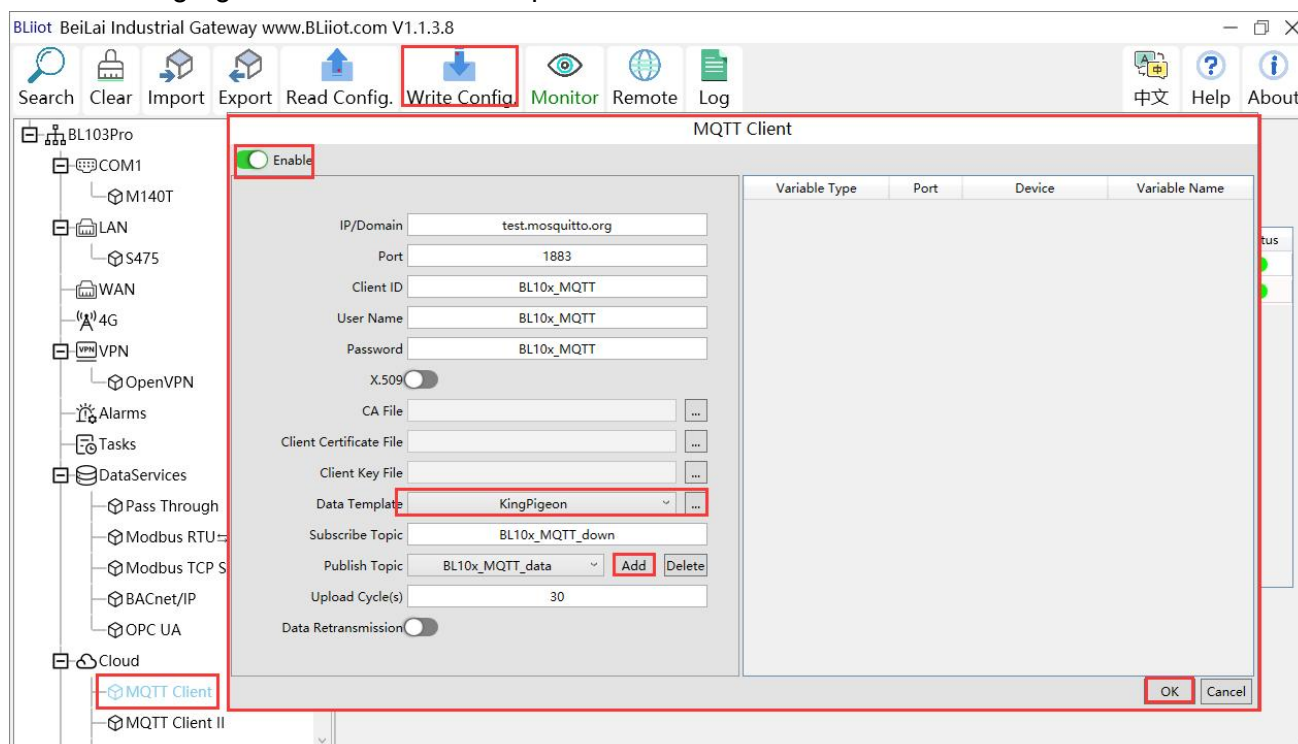 BLiiot BeiLai Industrial Gateway www.BLiiot.com V1.1.3.8
Search Clear Import Export Read Config. Write Config. Monitor Remote Log 中文 Help About
BL103Pro
COM1
M140T
LAN
S475
WAN
4G
VPN
OpenVPN
Alarms
Tasks
DataServices
Pass Through
Modbus RTU
Modbus TCP S
BACnet/IP
OPC UA
Cloud
MQTT Client
MQTT Client II
MQTT Client
Enable
IP/Domain test.mosquitto.org
Port 1883
Client ID BL10x_MQTT
User Name BL10x_MQTT
Password BL10x_MQTT
X.509
CA File ...
Client Certificate File ...
Client Key File ...
Data Template KingPigeon ...
Subscribe Topic BL10x_MQTT_down
Publish Topic BL10x_MQTT_data Add Delete
Upload Cycle(s) 30
Data Retransmission
Variable Type Port Device Variable Name
OK Cancel
tus